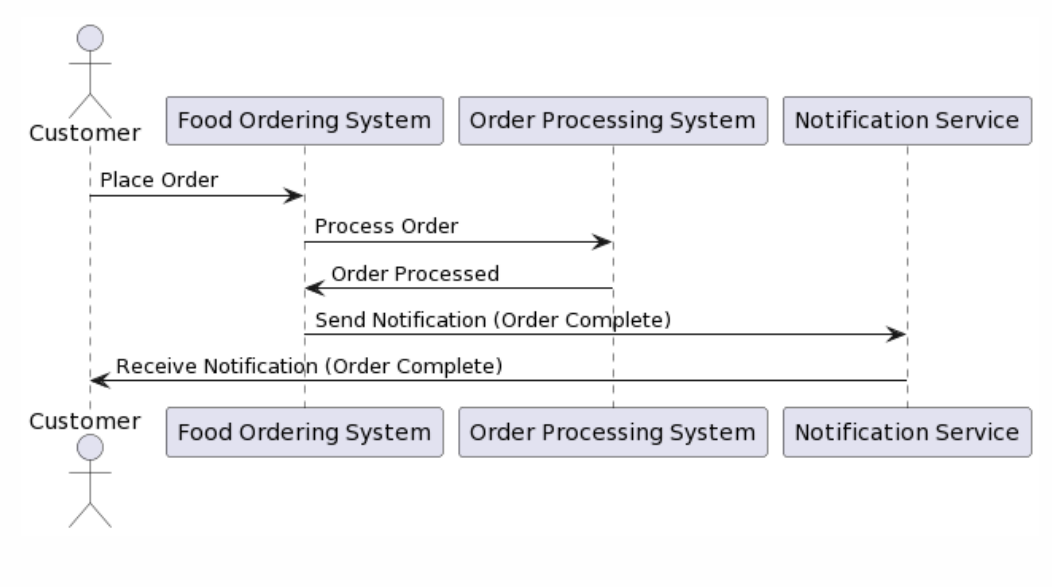 Customer
Food Ordering System
Order Processing System
Notification Service
Place Order
Process Order
Order Processed
Send Notification (Order Complete)
Receive Notification (Order Complete)
Customer
Food Ordering System
Order Processing System
Notification Service